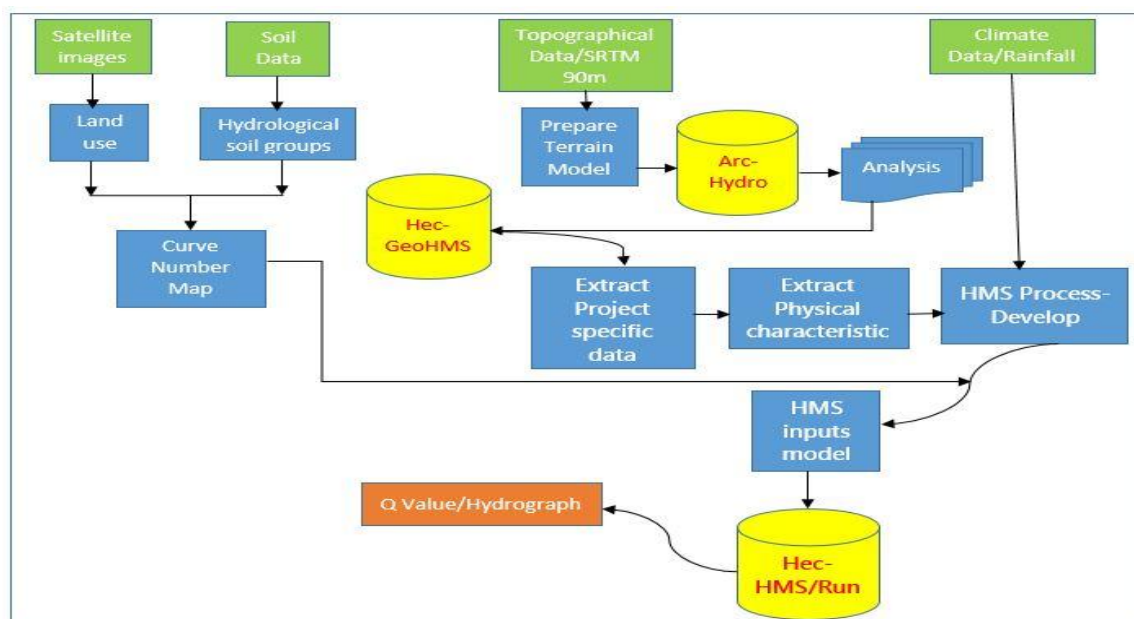 Satellite
images
Soil
Data
Topographical
Data/SRTM
90m
Climate
Data/Rainfall
Land
use
Hydrological
soil groups
Prepare
Terrain
Model
Arc-
Hydro
Analysis
Hec-
GeoHMS
Curve
Number
Map
Extract
Project
specific
data
Extract
Physical
characteristic
HMS Process-
Develop
HMS
inputs
model
Q Value/Hydrograph
Hec-
HMS/Run